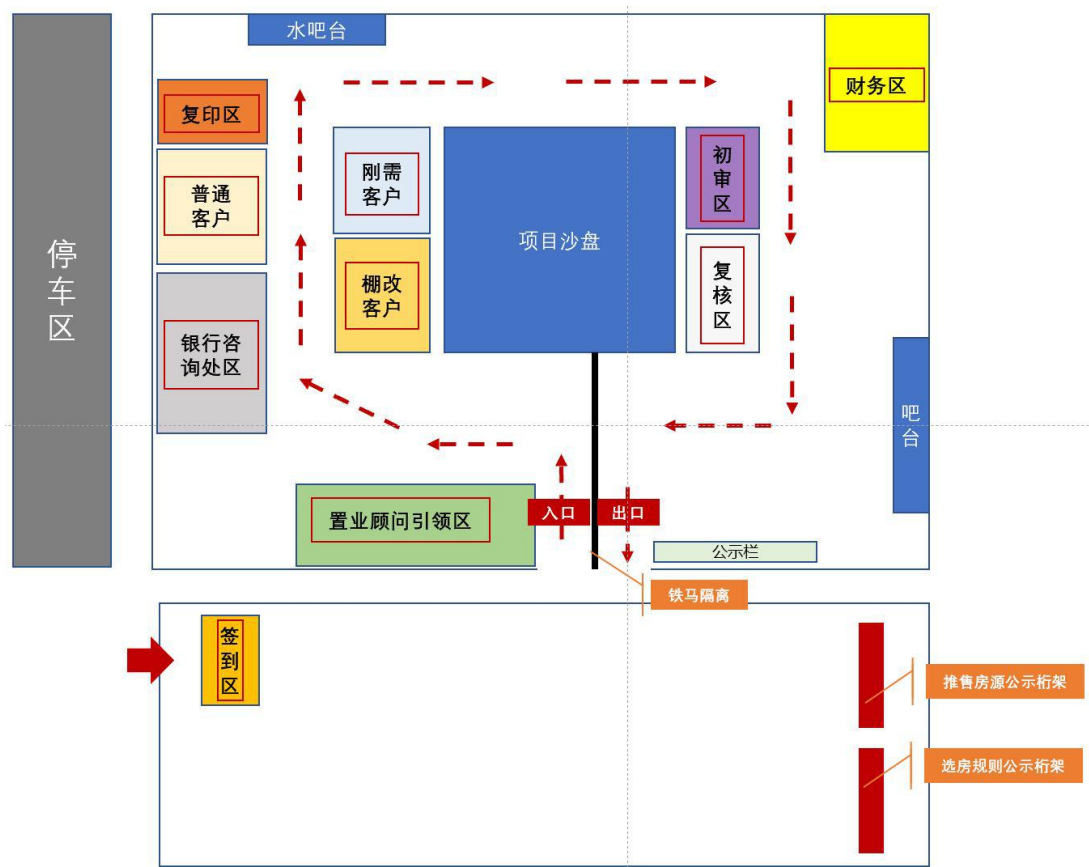 水吧台
财务区
复印区
停
车
区
普通
客户
刚需
客户
项目沙盘
初
审
区
棚改
客户
复
核
区
银行咨
询处区
吧
台
置业顾问引领区
入口
出口
公示栏
铁马隔离
签
到
区
推售房源公示桁架
选房规则公示桁架